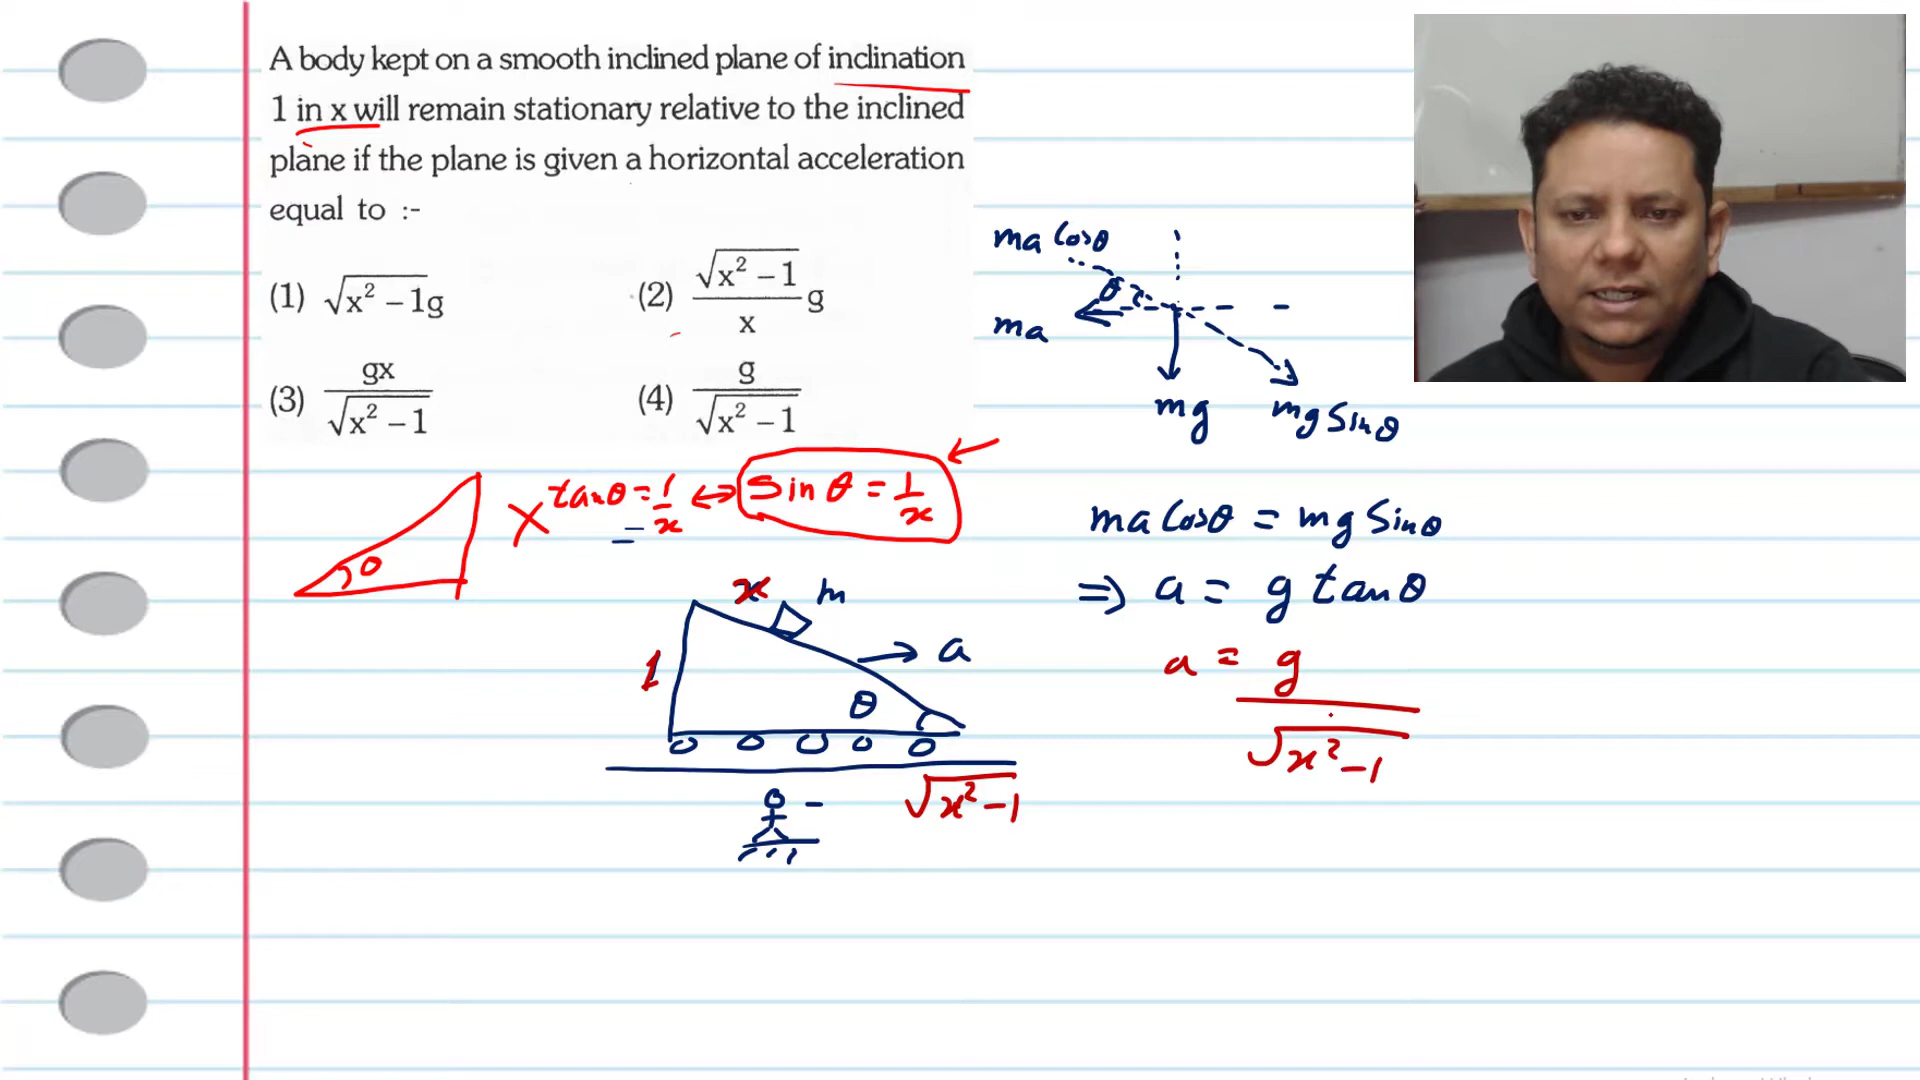 A body kept on a smooth inclined plane of inclination
1 in x will remain stationary relative to the inclined
plane if the plane is given a horizontal acceleration
equal to :-
(1) √(x² − 1)g
(2) √(x² − 1)/x g
(3) gx/√(x² − 1)
(4) g/√(x² − 1)
ma cosθ
θ
ma
mg
mg sinθ
θ
× tanθ = 1/x ↔ sinθ = 1/x
ma cosθ = mg sinθ
⇒ a = g tanθ
a = g/√(x² − 1)
x m
1
a
θ
√(x² − 1)